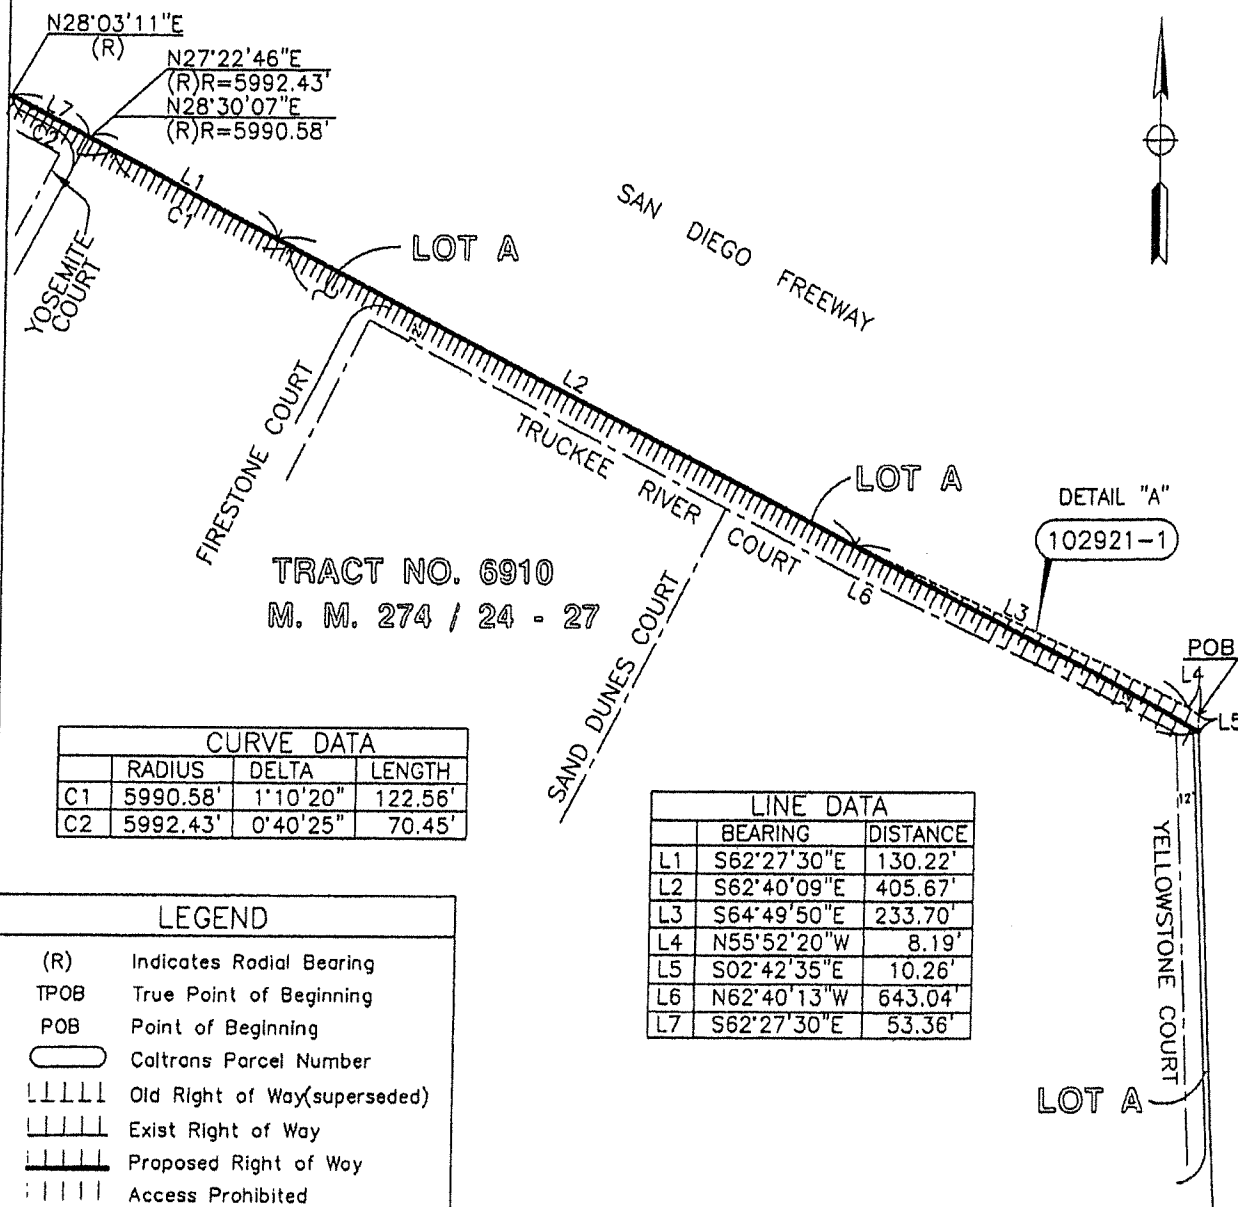 N28°03'11"E
(R)
N27°22'46"E
(R)R=5992.43'
N28°30'07"E
(R)R=5990.58'
L7
C2
L1
C1
YOSEMITE
COURT
LOT A
SAN DIEGO FREEWAY
12'
FIRESTONE COURT
L2
TRUCKEE RIVER COURT
LOT A
DETAIL "A"
102921-1
L3
L6
TRACT NO. 6910
M. M. 274 / 24 - 27
SAND DUNES COURT
POB
L4
L5
12'
YELLOWSTONE COURT
LOT A
CURVE DATA
RADIUS DELTA LENGTH
C1 5990.58' 1°10'20" 122.56'
C2 5992.43' 0°40'25" 70.45'
LINE DATA
BEARING DISTANCE
L1 S62°27'30"E 130.22'
L2 S62°40'09"E 405.67'
L3 S64°49'50"E 233.70'
L4 N55°52'20"W 8.19'
L5 S02°42'35"E 10.26'
L6 N62°40'13"W 643.04'
L7 S62°27'30"E 53.36'
LEGEND
(R) Indicates Radial Bearing
TPOB True Point of Beginning
POB Point of Beginning
Caltrans Parcel Number
Old Right of Way(superseded)
Exist Right of Way
Proposed Right of Way
Access Prohibited